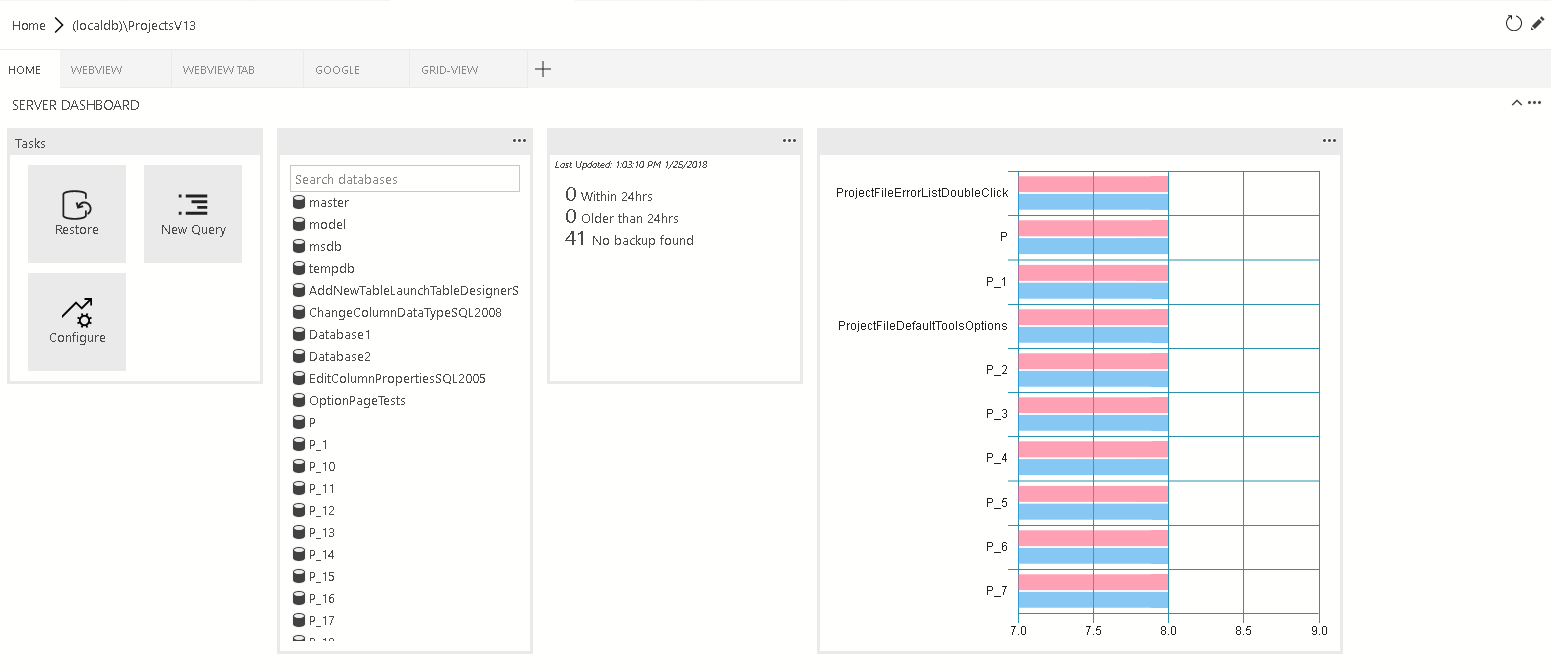 Home (localdb)\ProjectsV13
HOME WEBVIEW WEBVIEW TAB GOOGLE GRID-VIEW
SERVER DASHBOARD
Tasks
Restore
New Query
Configure
Search databases
master
model
msdb
tempdb
AddNewTableLaunchTableDesignerS
ChangeColumnDataTypeSQL2008
Database1
Database2
EditColumnPropertiesSQL2005
OptionPageTests
P
P_1
P_10
P_11
P_12
P_13
P_14
P_15
P_16
P_17
Last Updated: 1:03:10 PM 1/25/2018
0 Within 24hrs
0 Older than 24hrs
41 No backup found
ProjectFileErrorListDoubleClick
P
P_1
ProjectFileDefaultToolsOptions
P_2
P_3
P_4
P_5
P_6
P_7
7.0 7.5 8.0 8.5 9.0